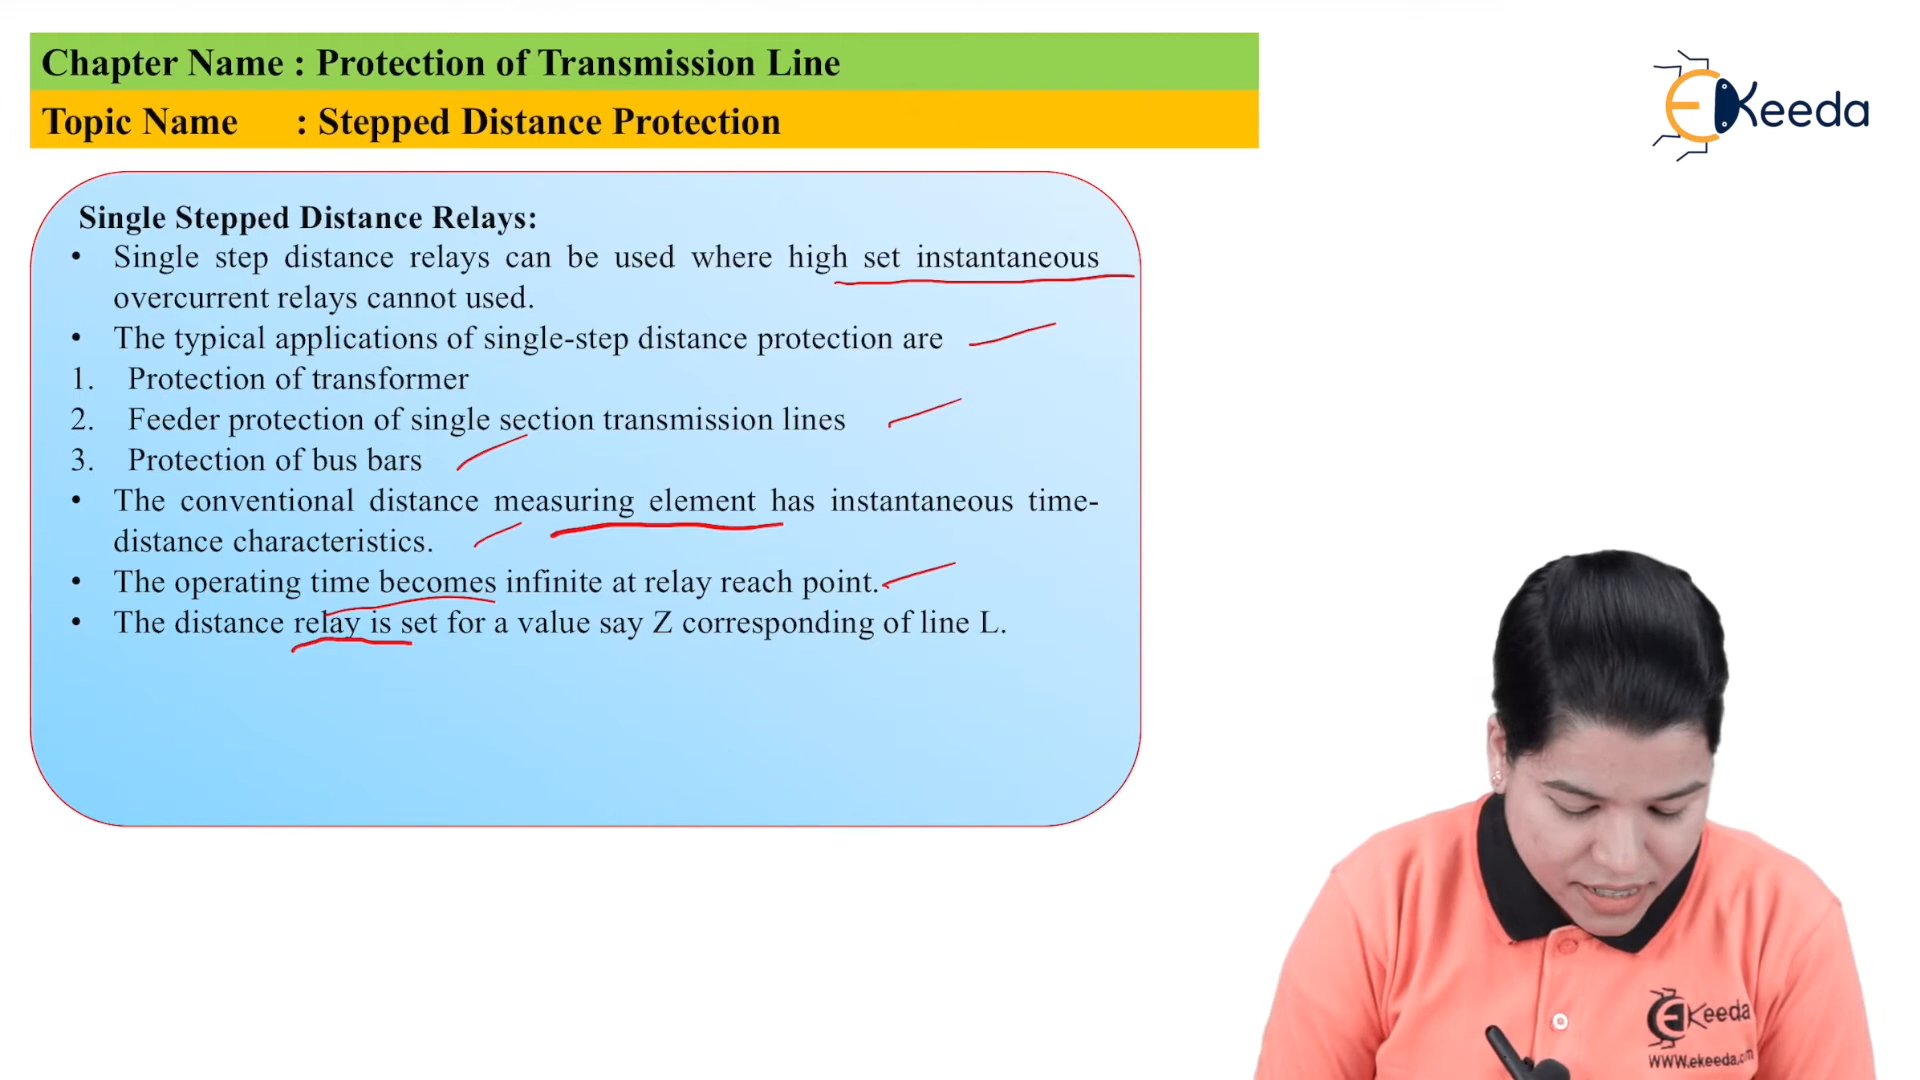 Chapter Name : Protection of Transmission Line
Topic Name : Stepped Distance Protection
EKeeda
Single Stepped Distance Relays:
• Single step distance relays can be used where high set instantaneous
overcurrent relays cannot used.
• The typical applications of single-step distance protection are
1. Protection of transformer
2. Feeder protection of single section transmission lines
3. Protection of bus bars
• The conventional distance measuring element has instantaneous time-
distance characteristics.
• The operating time becomes infinite at relay reach point.
• The distance relay is set for a value say Z corresponding of line L.
EKeeda
www.ekeeda.com